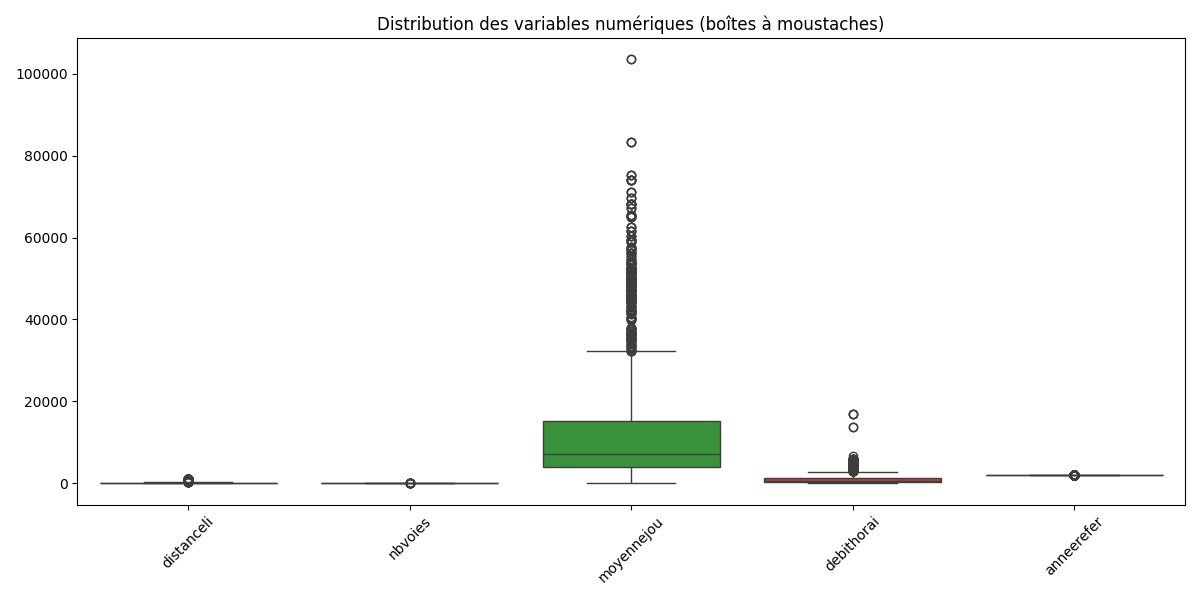 Distribution des variables numériques (boîtes à moustaches)
100000
80000
60000
40000
20000
0
distanceli
nbvoies
moyennejou
debithorai
anneerefer